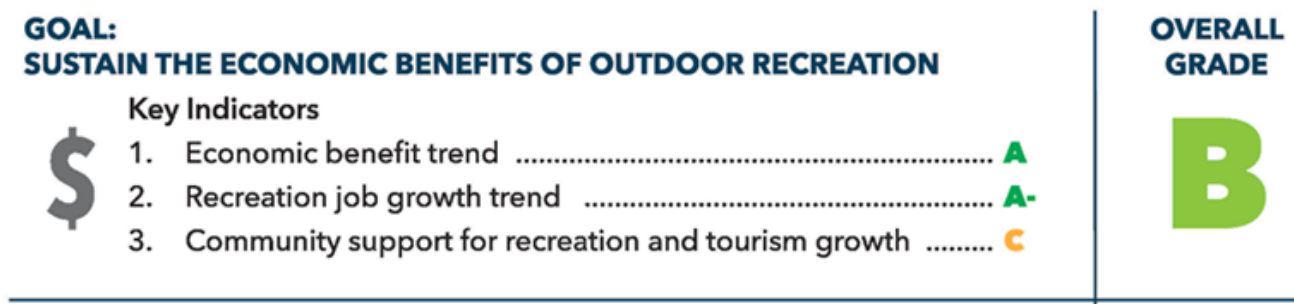 GOAL:
SUSTAIN THE ECONOMIC BENEFITS OF OUTDOOR RECREATION
Key Indicators
$
1. Economic benefit trend ................................................................ A
2. Recreation job growth trend ...................................................... A-
3. Community support for recreation and tourism growth ......... C
OVERALL
GRADE
B